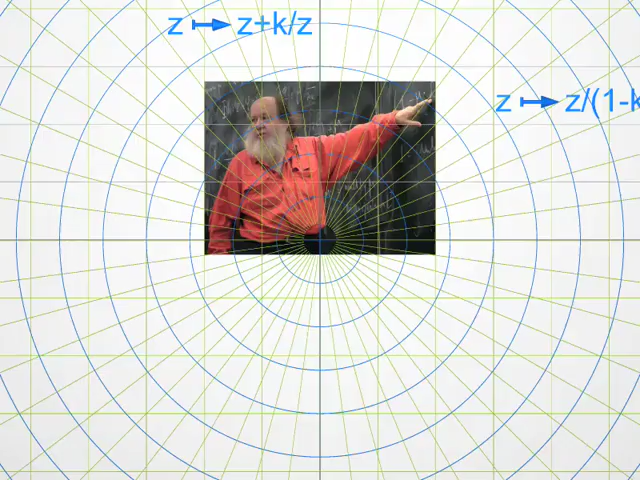 z ↦ z+k/z
z ↦ z/(1-k